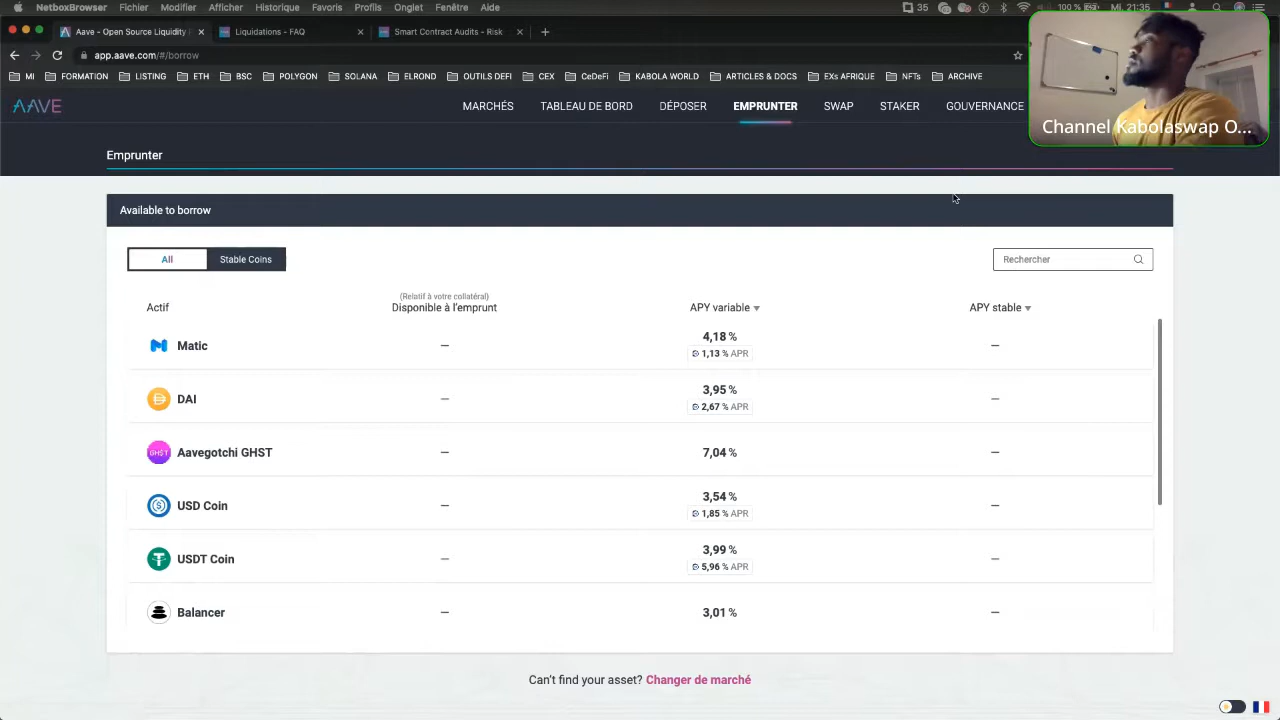 NetboxBrowser Fichier Modifier Afficher Historique Favoris Profils Onglet Fenêtre Aide 35 100 % Mi. 21:35
Aave - Open Source Liquidity Liquidations - FAQ Smart Contract Audits - Risk
app.aave.com/#/borrow
MI FORMATION LISTING ETH BSC POLYGON SOLANA ELROND OUTILS DEFI CEX CeDeFi KABOLA WORLD ARTICLES & DOCS EXs AFRIQUE NFTs ARCHIVE
AAVE MARCHÉS TABLEAU DE BORD DÉPOSER EMPRUNTER SWAP STAKER GOUVERNANCE
Channel Kabolaswap O...
Emprunter
Available to borrow
All Stable Coins Rechercher
(Relatif à votre collatéral)
Actif Disponible à l'emprunt APY variable APY stable
Matic — 4,18 % —
1,13 % APR
DAI — 3,95 % —
2,67 % APR
GHST Aavegotchi GHST — 7,04 % —
USD Coin — 3,54 % —
1,85 % APR
USDT Coin — 3,99 % —
5,96 % APR
Balancer — 3,01 % —
Can't find your asset? Changer de marché